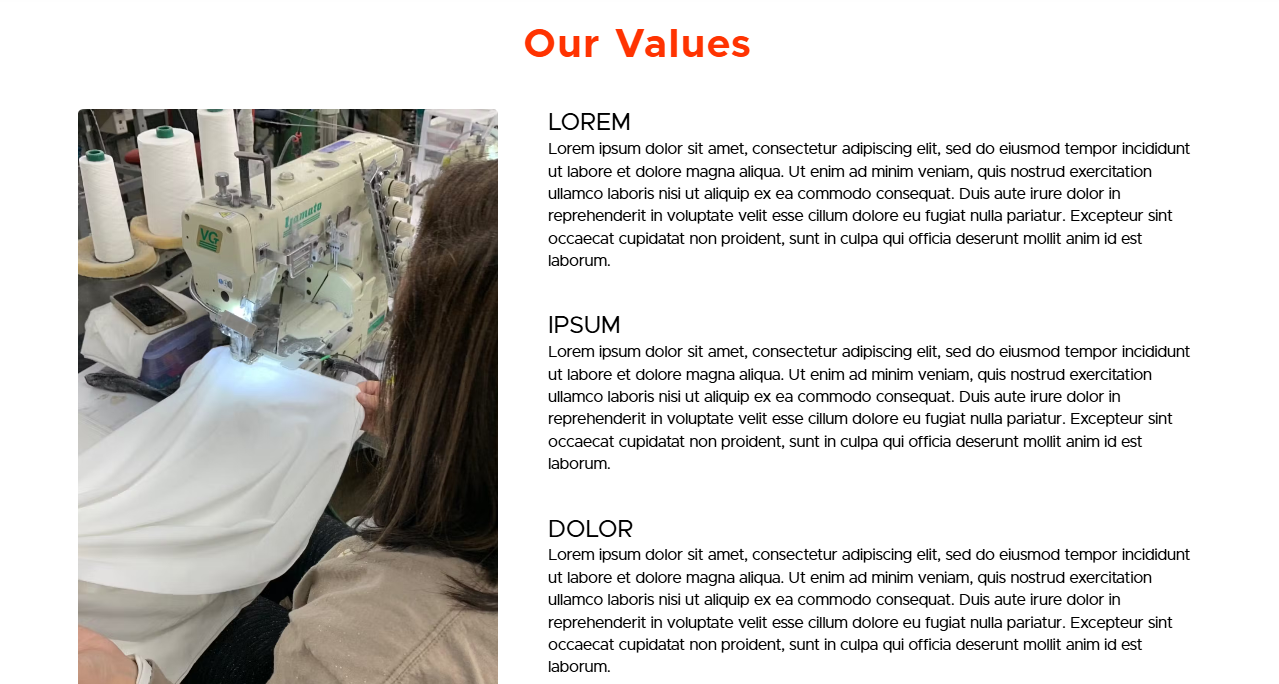 Our Values
Yamato
VG
LOREM
Lorem ipsum dolor sit amet, consectetur adipiscing elit, sed do eiusmod tempor incididunt
ut labore et dolore magna aliqua. Ut enim ad minim veniam, quis nostrud exercitation
ullamco laboris nisi ut aliquip ex ea commodo consequat. Duis aute irure dolor in
reprehenderit in voluptate velit esse cillum dolore eu fugiat nulla pariatur. Excepteur sint
occaecat cupidatat non proident, sunt in culpa qui officia deserunt mollit anim id est
laborum.
IPSUM
Lorem ipsum dolor sit amet, consectetur adipiscing elit, sed do eiusmod tempor incididunt
ut labore et dolore magna aliqua. Ut enim ad minim veniam, quis nostrud exercitation
ullamco laboris nisi ut aliquip ex ea commodo consequat. Duis aute irure dolor in
reprehenderit in voluptate velit esse cillum dolore eu fugiat nulla pariatur. Excepteur sint
occaecat cupidatat non proident, sunt in culpa qui officia deserunt mollit anim id est
laborum.
DOLOR
Lorem ipsum dolor sit amet, consectetur adipiscing elit, sed do eiusmod tempor incididunt
ut labore et dolore magna aliqua. Ut enim ad minim veniam, quis nostrud exercitation
ullamco laboris nisi ut aliquip ex ea commodo consequat. Duis aute irure dolor in
reprehenderit in voluptate velit esse cillum dolore eu fugiat nulla pariatur. Excepteur sint
occaecat cupidatat non proident, sunt in culpa qui officia deserunt mollit anim id est
laborum.